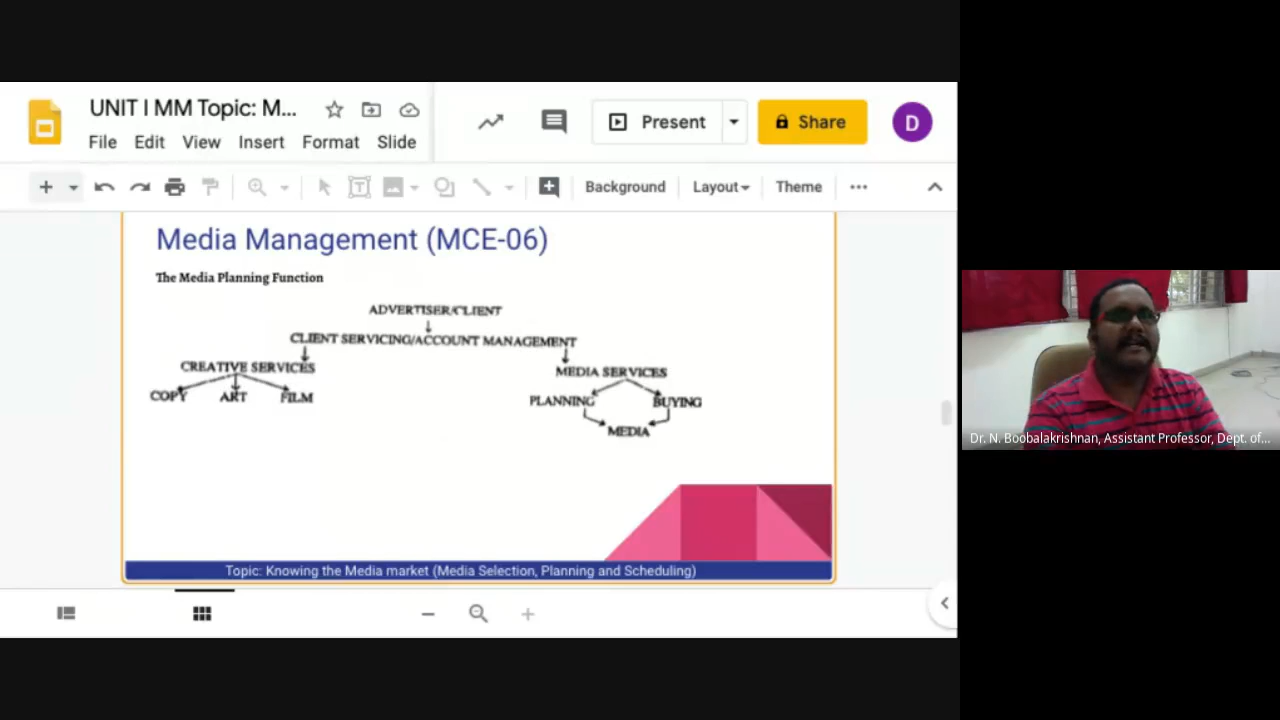 UNIT I MM Topic: M...
File Edit View Insert Format Slide
Present
Share
D
Background Layout Theme
Media Management (MCE-06)
The Media Planning Function
ADVERTISER/CLIENT
CLIENT SERVICING/ACCOUNT MANAGEMENT
CREATIVE SERVICES
MEDIA SERVICES
COPY ART FILM
PLANNING BUYING
MEDIA
Topic: Knowing the Media market (Media Selection, Planning and Scheduling)
Dr. N. Boobalakrishnan, Assistant Professor, Dept. of...